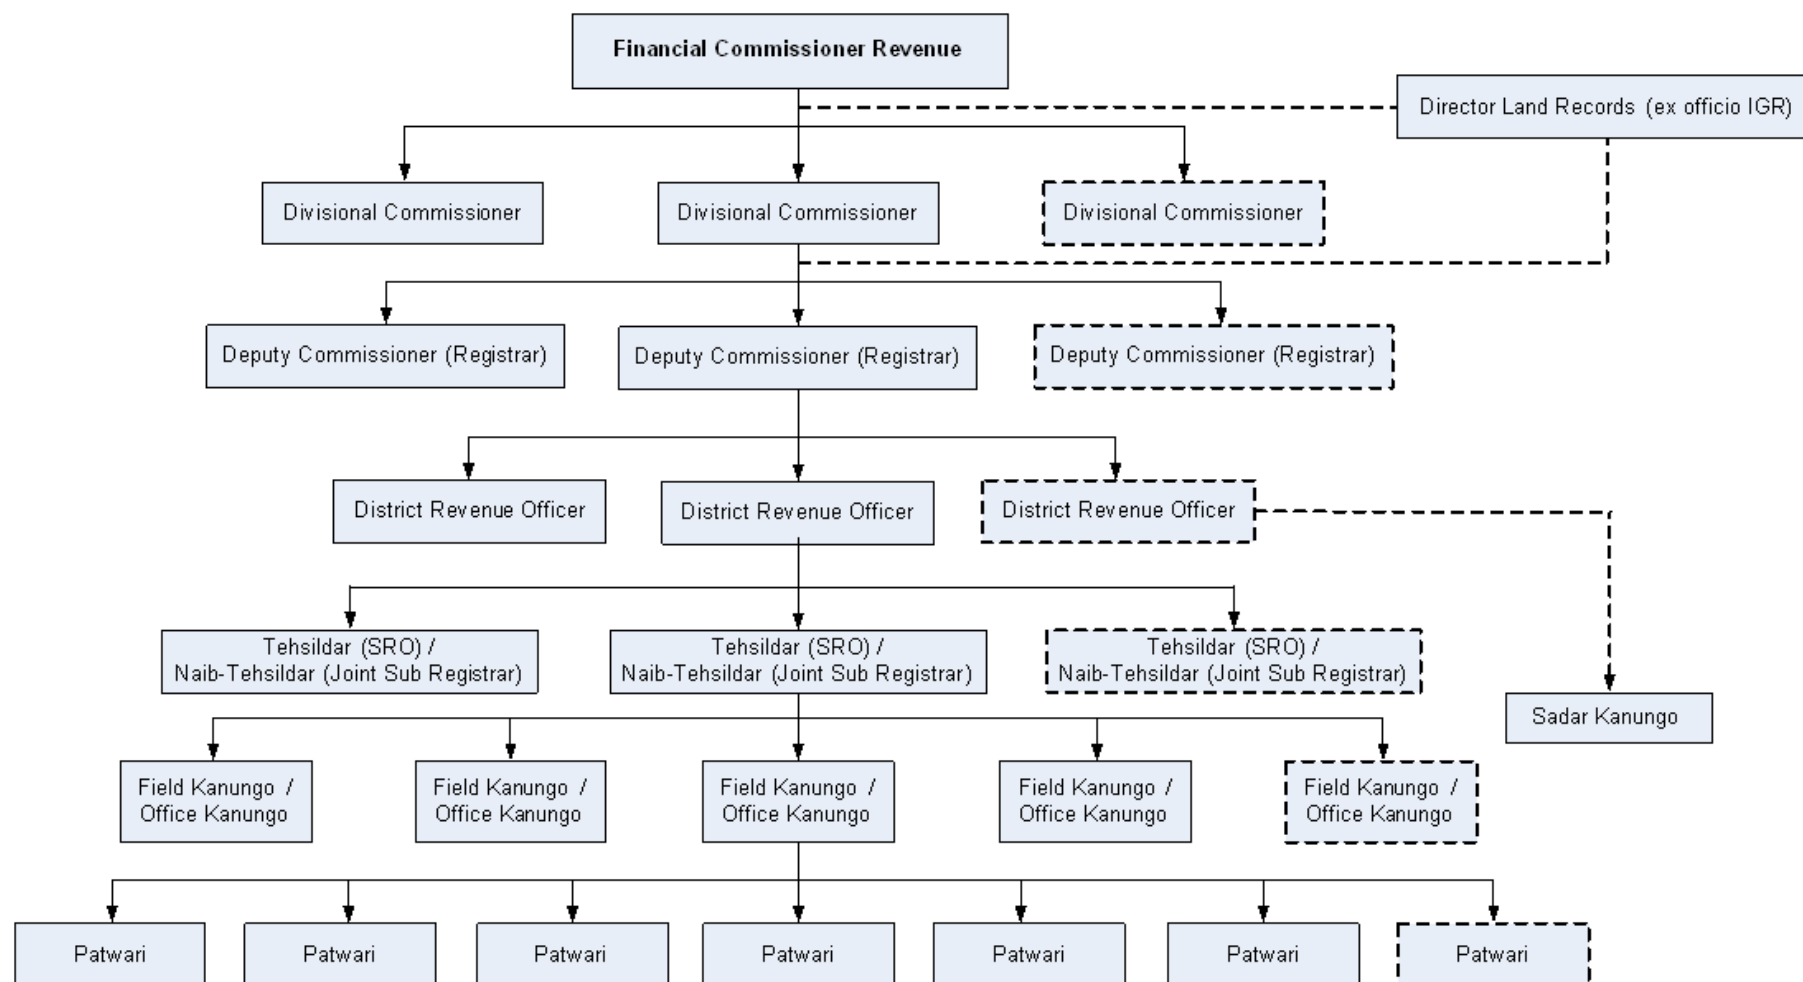 Financial Commissioner Revenue
Director Land Records (ex officio IGR)
Divisional Commissioner
Divisional Commissioner
Divisional Commissioner
Deputy Commissioner (Registrar)
Deputy Commissioner (Registrar)
Deputy Commissioner (Registrar)
District Revenue Officer
District Revenue Officer
District Revenue Officer
Tehsildar (SRO) /
Naib-Tehsildar (Joint Sub Registrar)
Tehsildar (SRO) /
Naib-Tehsildar (Joint Sub Registrar)
Tehsildar (SRO) /
Naib-Tehsildar (Joint Sub Registrar)
Sadar Kanungo
Field Kanungo /
Office Kanungo
Field Kanungo /
Office Kanungo
Field Kanungo /
Office Kanungo
Field Kanungo /
Office Kanungo
Field Kanungo /
Office Kanungo
Patwari
Patwari
Patwari
Patwari
Patwari
Patwari
Patwari